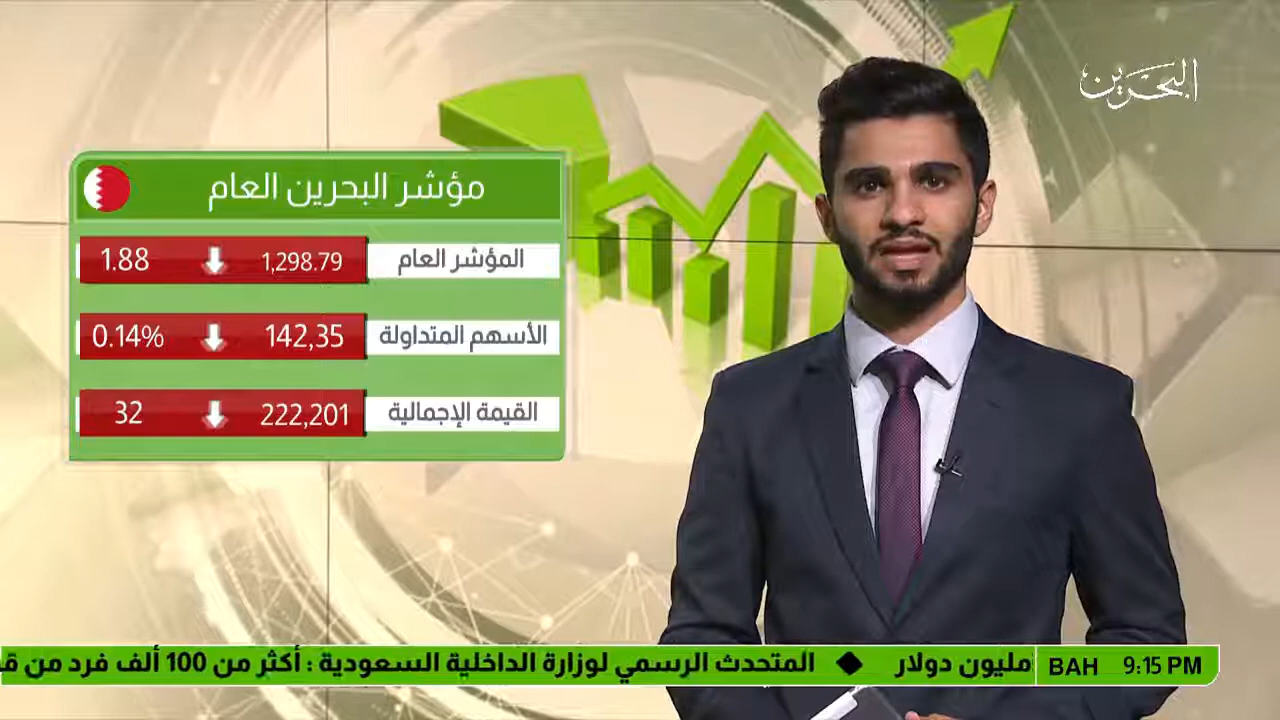 البحرين
مؤشر البحرين العام
المؤشر العام 1,298.79 1.88
الأسهم المتداولة 142,35 0.14%
القيمة الإجمالية 222,201 32
BAH 9:15 PM
مليون دولار ◆ المتحدث الرسمي لوزارة الداخلية السعودية : أكثر من 100 ألف فرد من